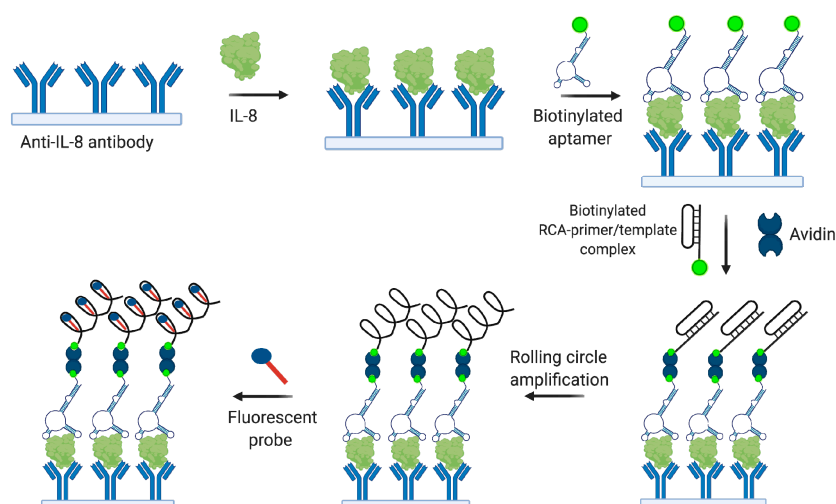 Anti-IL-8 antibody
IL-8
Biotinylated
aptamer
Biotinylated
RCA-primer/template
complex
Avidin
Rolling circle
amplification
Fluorescent
probe